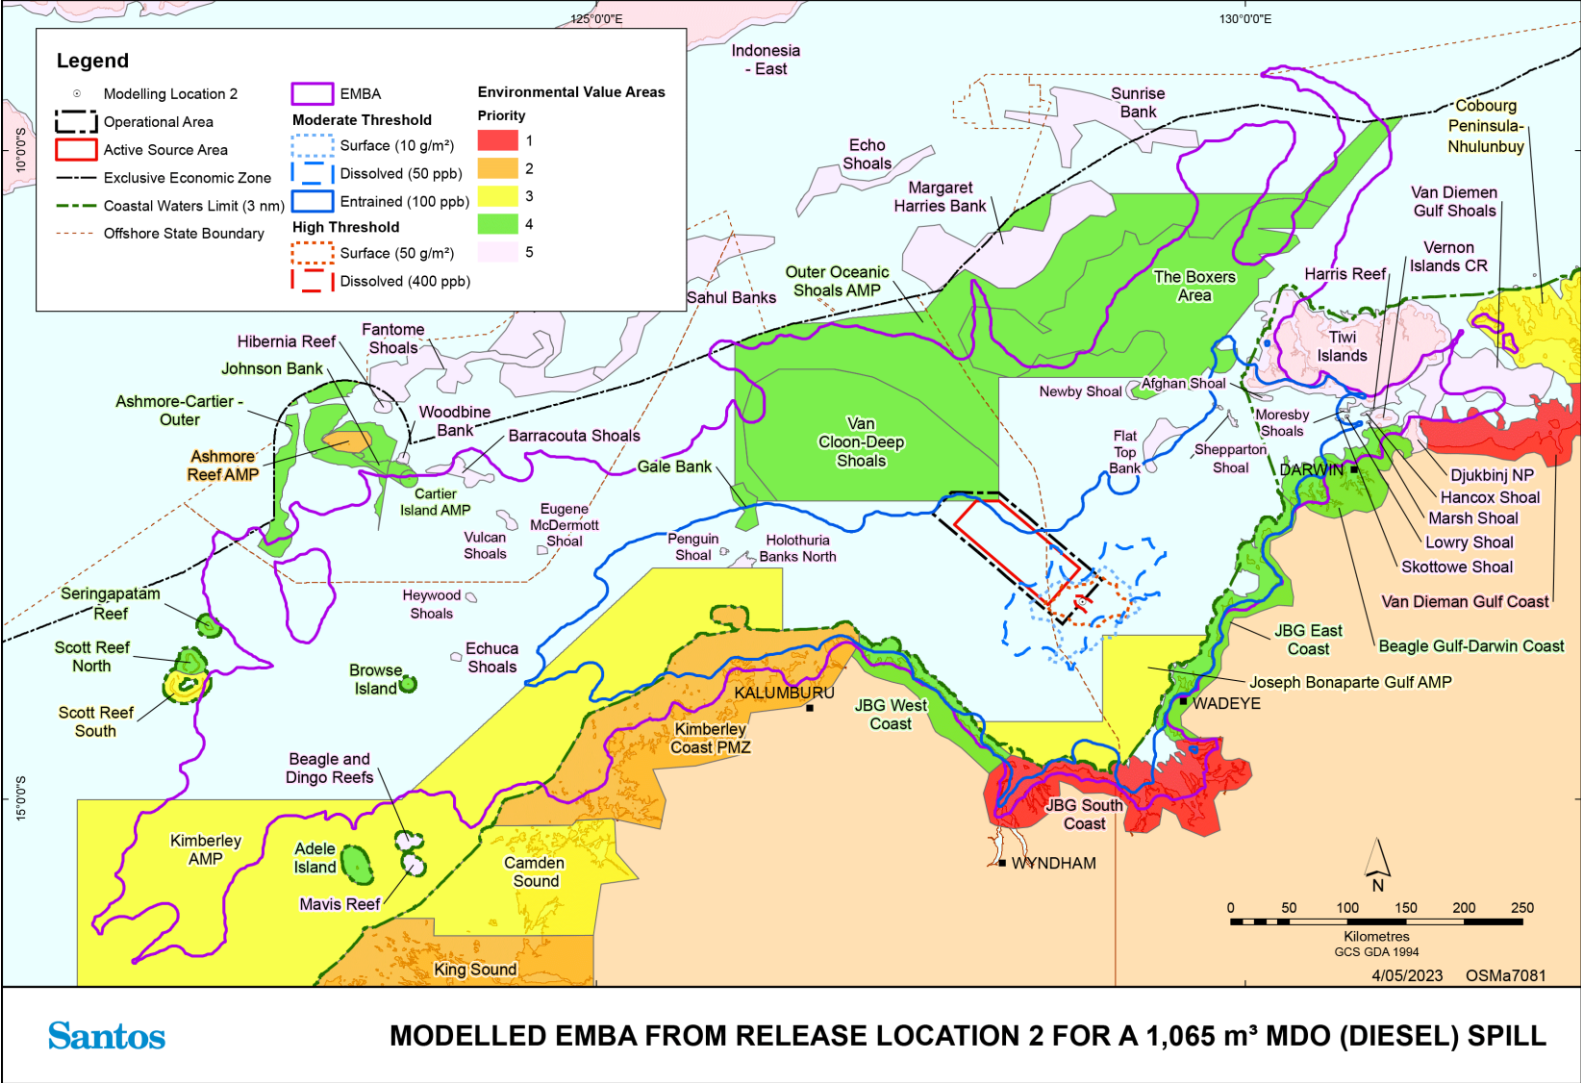 125°0'0"E
130°0'0"E
10°0'0"S
15°0'0"S
Legend
Modelling Location 2
Operational Area
Active Source Area
Exclusive Economic Zone
Coastal Waters Limit (3 nm)
Offshore State Boundary
EMBA
Moderate Threshold
Surface (10 g/m²)
Dissolved (50 ppb)
Entrained (100 ppb)
High Threshold
Surface (50 g/m²)
Dissolved (400 ppb)
Environmental Value Areas
Priority
1
2
3
4
5
Indonesia
- East
Sunrise
Bank
Cobourg
Peninsula-
Nhulunbuy
Echo
Shoals
Margaret
Harries Bank
Van Diemen
Gulf Shoals
Vernon
Islands CR
Harris Reef
Outer Oceanic
Shoals AMP
The Boxers
Area
Sahul Banks
Fantome
Shoals
Hibernia Reef
Johnson Bank
Tiwi
Islands
Ashmore-Cartier -
Outer
Woodbine
Bank
Newby Shoal
Afghan Shoal
Barracouta Shoals
Van
Cloon-Deep
Shoals
Moresby
Shoals
Flat
Top
Bank
Shepparton
Shoal
Ashmore
Reef AMP
Gale Bank
DARWIN
Djukbinj NP
Cartier
Island AMP
Hancox Shoal
Eugene
McDermott
Shoal
Marsh Shoal
Vulcan
Shoals
Penguin
Shoal
Holothuria
Banks North
Lowry Shoal
Skottowe Shoal
Seringapatam
Reef
Heywood
Shoals
Van Dieman Gulf Coast
JBG East
Coast
Beagle Gulf-Darwin Coast
Scott Reef
North
Echuca
Shoals
Browse
Island
Joseph Bonaparte Gulf AMP
KALUMBURU
JBG West
Coast
WADEYE
Scott Reef
South
Kimberley
Coast PMZ
Beagle and
Dingo Reefs
JBG South
Coast
Kimberley
AMP
Adele
Island
Camden
Sound
WYNDHAM
Mavis Reef
N
King Sound
0 50 100 150 200 250
Kilometres
GCS GDA 1994
4/05/2023 OSMa7081
Santos
MODELLED EMBA FROM RELEASE LOCATION 2 FOR A 1,065 m³ MDO (DIESEL) SPILL